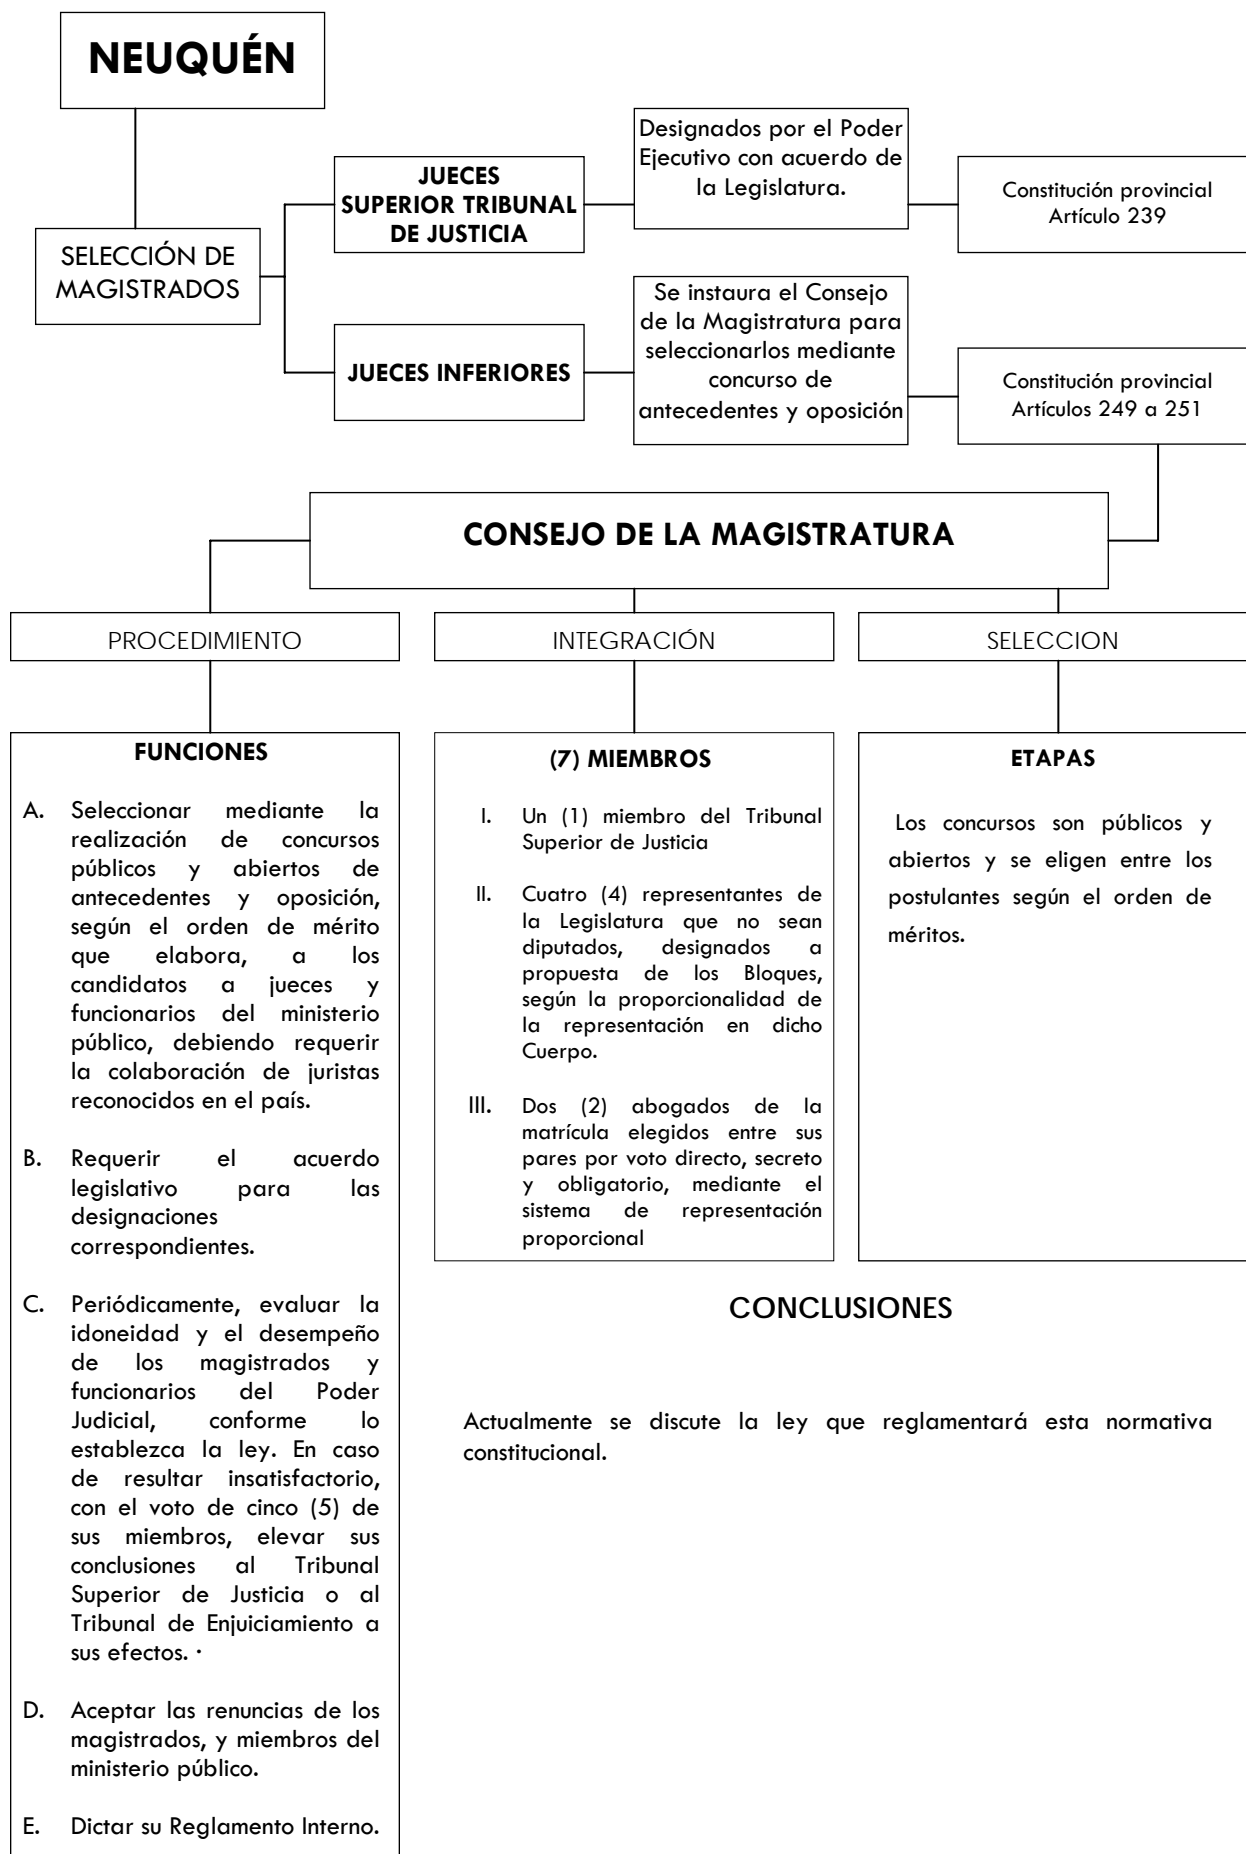 NEUQUÉN
SELECCIÓN DE
MAGISTRADOS
JUECES
SUPERIOR TRIBUNAL
DE JUSTICIA
Designados por el Poder
Ejecutivo con acuerdo de
la Legislatura.
Constitución provincial
Artículo 239
JUECES INFERIORES
Se instaura el Consejo
de la Magistratura para
seleccionarlos mediante
concurso de
antecedentes y oposición
Constitución provincial
Artículos 249 a 251
CONSEJO DE LA MAGISTRATURA
PROCEDIMIENTO
INTEGRACIÓN
SELECCION
FUNCIONES
A. Seleccionar mediante la
realización de concursos
públicos y abiertos de
antecedentes y oposición,
según el orden de mérito
que elabora, a los
candidatos a jueces y
funcionarios del ministerio
público, debiendo requerir
la colaboración de juristas
reconocidos en el país.
B. Requerir el acuerdo
legislativo para las
designaciones
correspondientes.
C. Periódicamente, evaluar la
idoneidad y el desempeño
de los magistrados y
funcionarios del Poder
Judicial, conforme lo
establezca la ley. En caso
de resultar insatisfactorio,
con el voto de cinco (5) de
sus miembros, elevar sus
conclusiones al Tribunal
Superior de Justicia o al
Tribunal de Enjuiciamiento a
sus efectos. ·
D. Aceptar las renuncias de los
magistrados, y miembros del
ministerio público.
E. Dictar su Reglamento Interno.
(7) MIEMBROS
I. Un (1) miembro del Tribunal
Superior de Justicia
II. Cuatro (4) representantes de
la Legislatura que no sean
diputados, designados a
propuesta de los Bloques,
según la proporcionalidad de
la representación en dicho
Cuerpo.
III. Dos (2) abogados de la
matrícula elegidos entre sus
pares por voto directo, secreto
y obligatorio, mediante el
sistema de representación
proporcional
ETAPAS
Los concursos son públicos y
abiertos y se eligen entre los
postulantes según el orden de
méritos.
CONCLUSIONES
Actualmente se discute la ley que reglamentará esta normativa
constitucional.